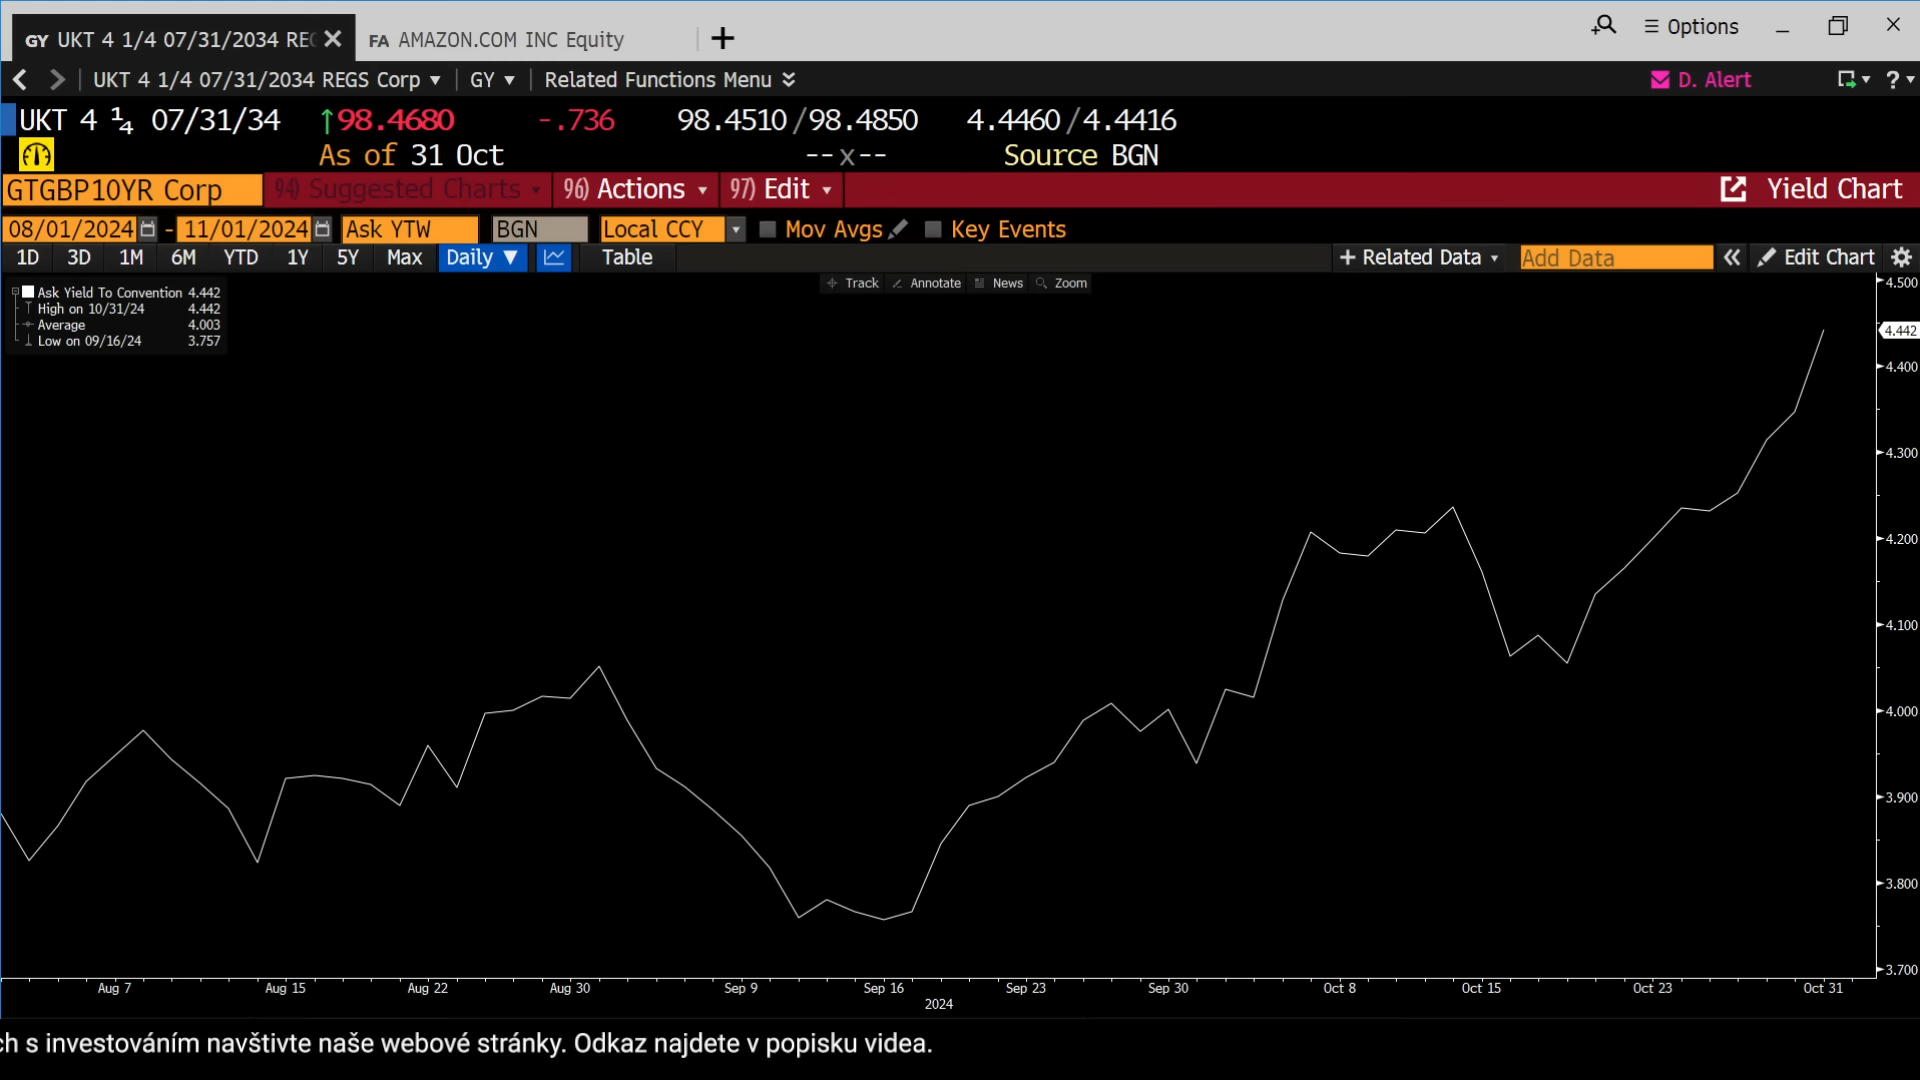 GY UKT 4 1/4 07/31/2034 REG
FA AMAZON.COM INC Equity
Options
UKT 4 1/4 07/31/2034 REGS Corp GY Related Functions Menu D. Alert ?
UKT 4 ¼ 07/31/34 ↑98.4680 -.736 98.4510/98.4850 4.4460/4.4416
As of 31 Oct --x-- Source BGN
GTGBP10YR Corp 94) Suggested Charts 96) Actions 97) Edit Yield Chart
08/01/2024 - 11/01/2024 Ask YTW BGN Local CCY Mov Avgs Key Events
1D 3D 1M 6M YTD 1Y 5Y Max Daily ▼ Table + Related Data Add Data « Edit Chart
Track Annotate News Zoom
Ask Yield To Convention 4.442
High on 10/31/24 4.442
Average 4.003
Low on 09/16/24 3.757
4.500
4.442
4.400
4.300
4.200
4.100
4.000
3.900
3.800
3.700
Aug 7 Aug 15 Aug 22 Aug 30 Sep 9 Sep 16 Sep 23 Sep 30 Oct 8 Oct 15 Oct 23 Oct 31
2024
ch s investováním navštivte naše webové stránky. Odkaz najdete v popisku videa.